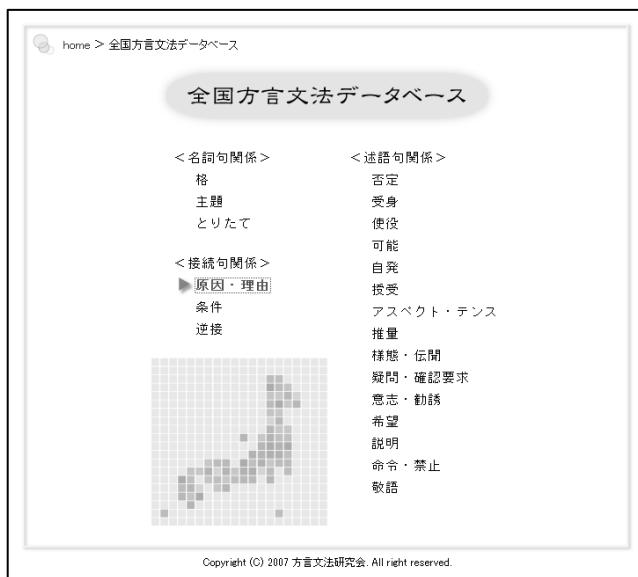 home > 全国方言文法データベース
全国方言文法データベース
＜名詞句関係＞
格
主題
とりたて
＜接続句関係＞
原因・理由
条件
逆接
＜述語句関係＞
否定
受身
使役
可能
自発
授受
アスペクト・テンス
推量
様態・伝聞
疑問・確認要求
意志・勧誘
希望
説明
命令・禁止
敬語
Copyright (C) 2007 方言文法研究会. All right reserved.